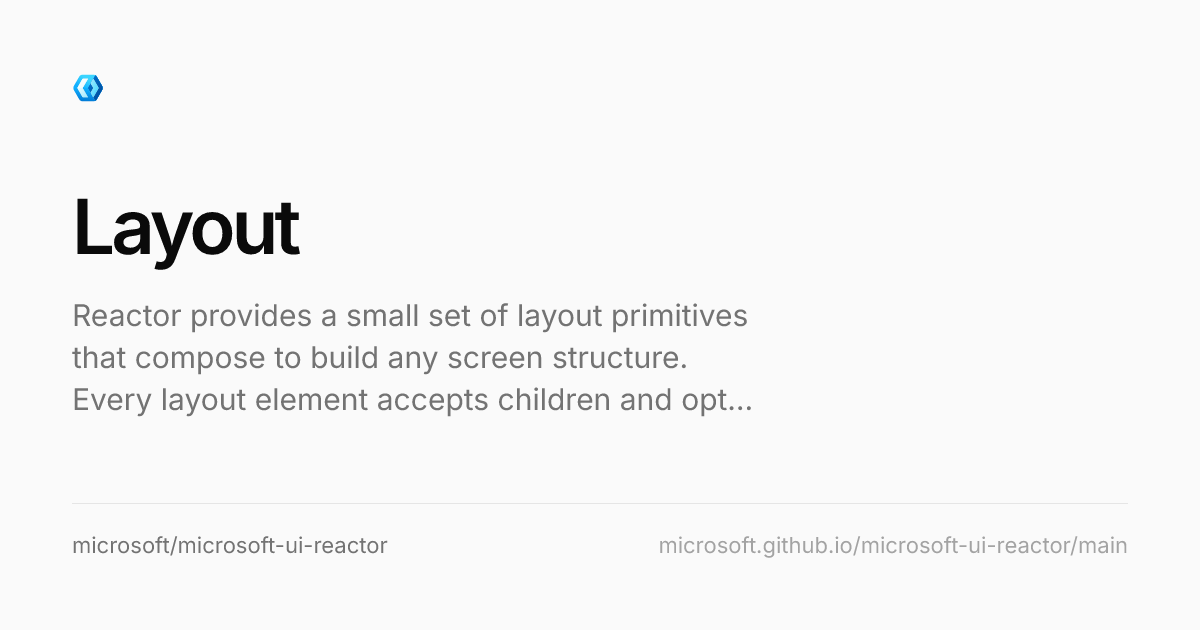 Layout
Reactor provides a small set of layout primitives
that compose to build any screen structure.
Every layout element accepts children and opt...
microsoft/microsoft-ui-reactor
microsoft.github.io/microsoft-ui-reactor/main